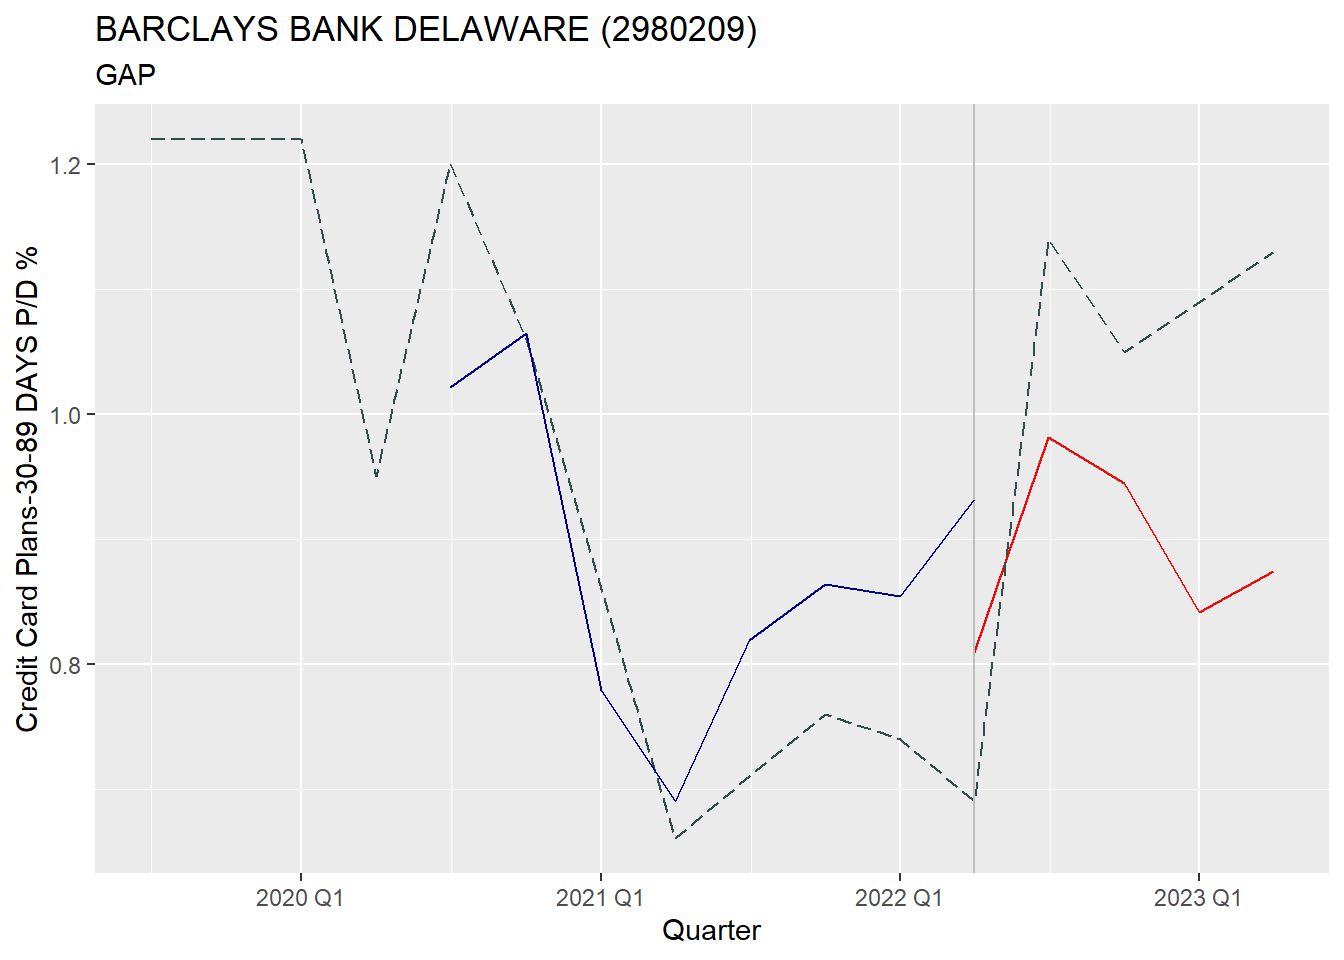 BARCLAYS BANK DELAWARE (2980209)
GAP
Credit Card Plans-30-89 DAYS P/D %
1.2
1.0
0.8
2020 Q1
2021 Q1
2022 Q1
2023 Q1
Quarter